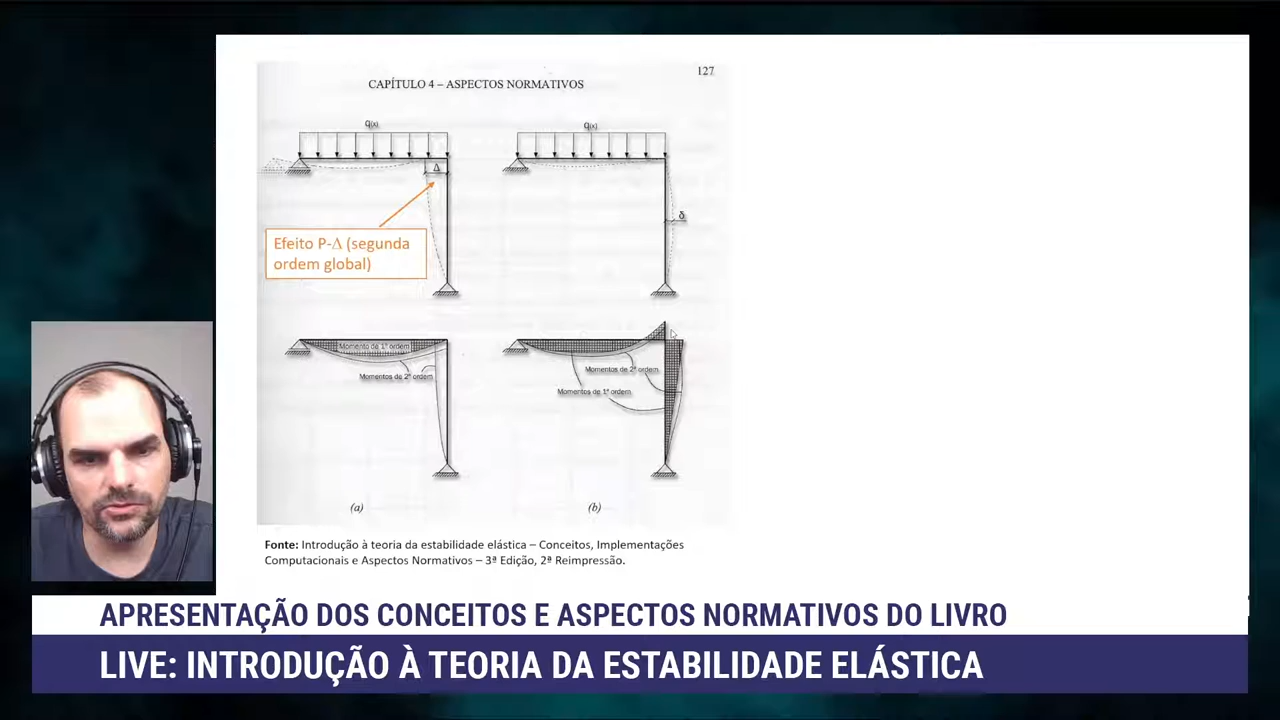 127
CAPÍTULO 4 – ASPECTOS NORMATIVOS
q(x)
q(x)
Δ
δ
Efeito P-Δ (segunda
ordem global)
Momento de 1ª ordem
Momentos de 2ª ordem
Momentos de 2ª ordem
Momentos de 1ª ordem
(a)
(b)
Fonte: Introdução à teoria da estabilidade elástica – Conceitos, Implementações
Computacionais e Aspectos Normativos – 3ª Edição, 2ª Reimpressão.
APRESENTAÇÃO DOS CONCEITOS E ASPECTOS NORMATIVOS DO LIVRO
LIVE: INTRODUÇÃO À TEORIA DA ESTABILIDADE ELÁSTICA